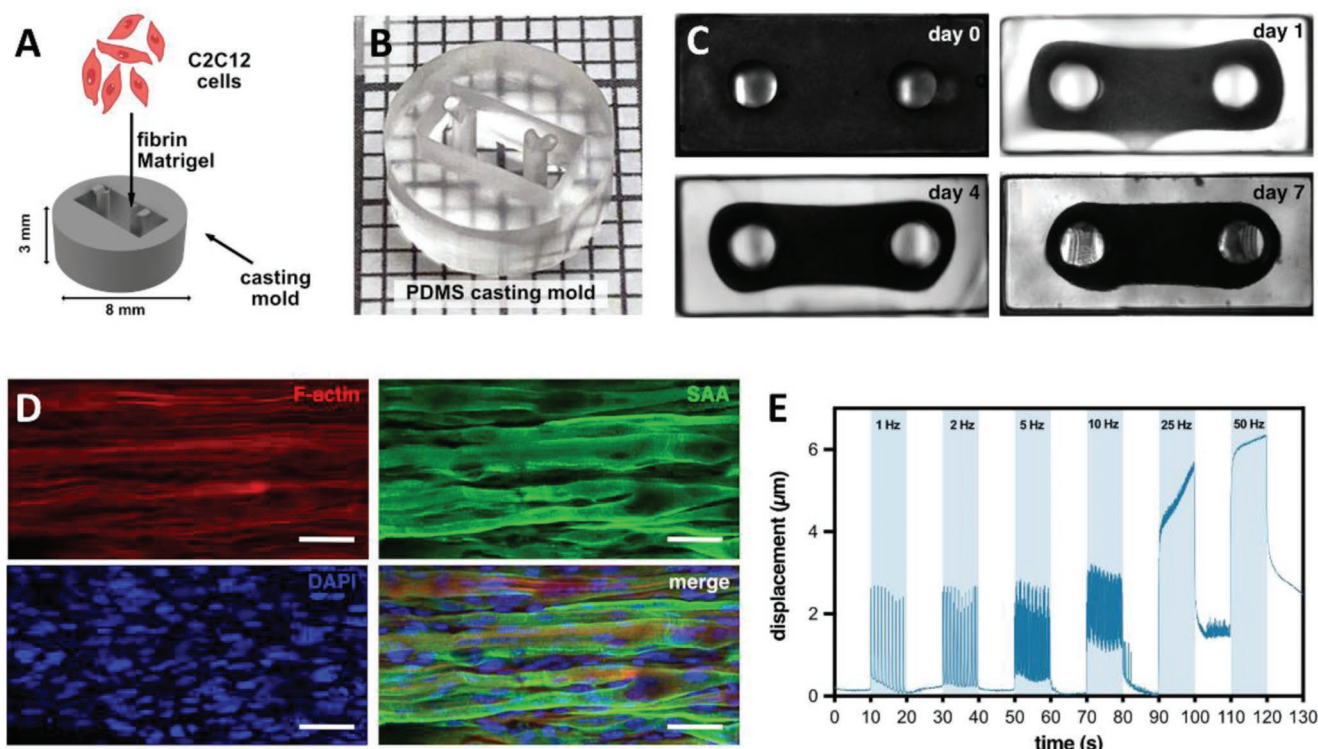 A
C2C12
cells
fibrin
Matrigel
3 mm
8 mm
casting
mold
B
PDMS casting mold
C
day 0
day 1
day 4
day 7
D
F-actin
SAA
DAPI
merge
E
displacement (µm)
6
4
2
0
1 Hz
2 Hz
5 Hz
10 Hz
25 Hz
50 Hz
0 10 20 30 40 50 60 70 80 90 100 110 120 130
time (s)